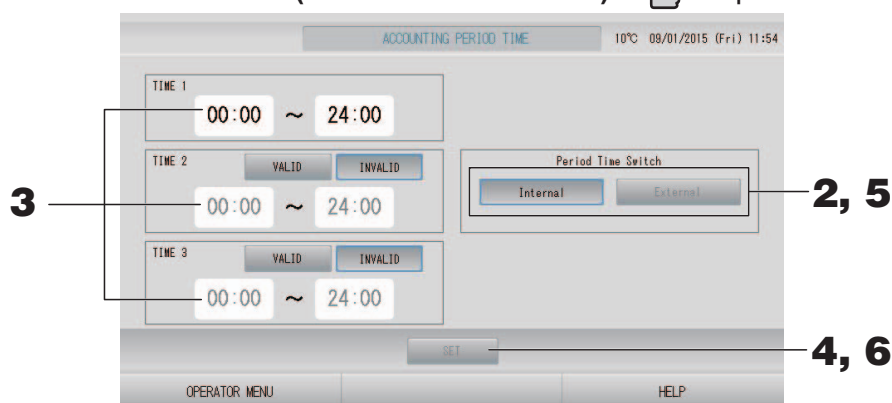 ACCOUNTING PERIOD TIME 10℃ 09/01/2015 (Fri) 11:54
TIME 1
00:00 ~ 24:00
TIME 2 VALID INVALID
00:00 ~ 24:00
Period Time Switch
Internal External
TIME 3 VALID INVALID
00:00 ~ 24:00
SET
OPERATOR MENU HELP
3
2, 5
4, 6